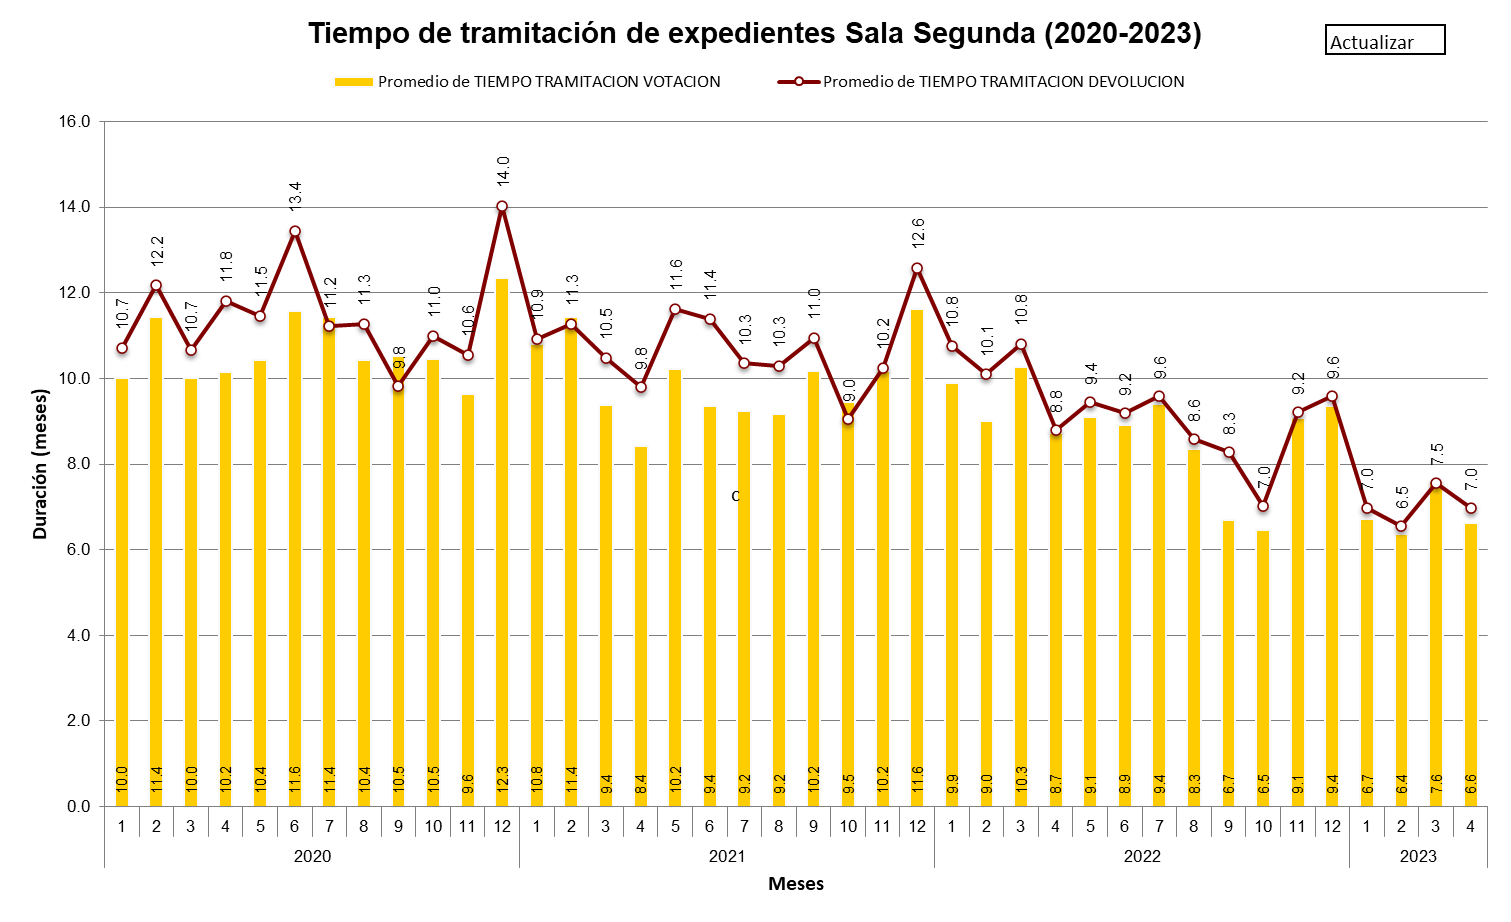 Tiempo de tramitación de expedientes Sala Segunda (2020-2023)
Actualizar
Promedio de TIEMPO TRAMITACION VOTACION
Promedio de TIEMPO TRAMITACION DEVOLUCION
16.0
14.0
12.0
10.0
8.0
6.0
4.0
2.0
0.0
Duración (meses)
10.7 12.2 10.7 11.8 11.5 13.4 11.2 11.3 9.8 11.0 10.6 14.0 10.9 11.3 10.5 9.8 11.6 11.4 10.3 10.3 11.0 9.0 10.2 12.6 10.8 10.1 10.8 8.8 9.4 9.2 9.6 8.6 8.3 7.0 9.2 9.6 7.0 6.5 7.5 7.0
10.0 11.4 10.0 10.2 10.4 11.6 11.4 10.4 10.5 10.5 9.6 12.3 10.8 11.4 9.4 8.4 10.2 9.4 9.2 9.2 10.2 9.5 10.2 11.6 9.9 9.0 10.3 8.7 9.1 8.9 9.4 8.3 6.7 6.5 9.1 9.4 6.7 6.4 7.6 6.6
1 2 3 4 5 6 7 8 9 10 11 12 1 2 3 4 5 6 7 8 9 10 11 12 1 2 3 4 5 6 7 8 9 10 11 12 1 2 3 4
2020 2021 2022 2023
Meses